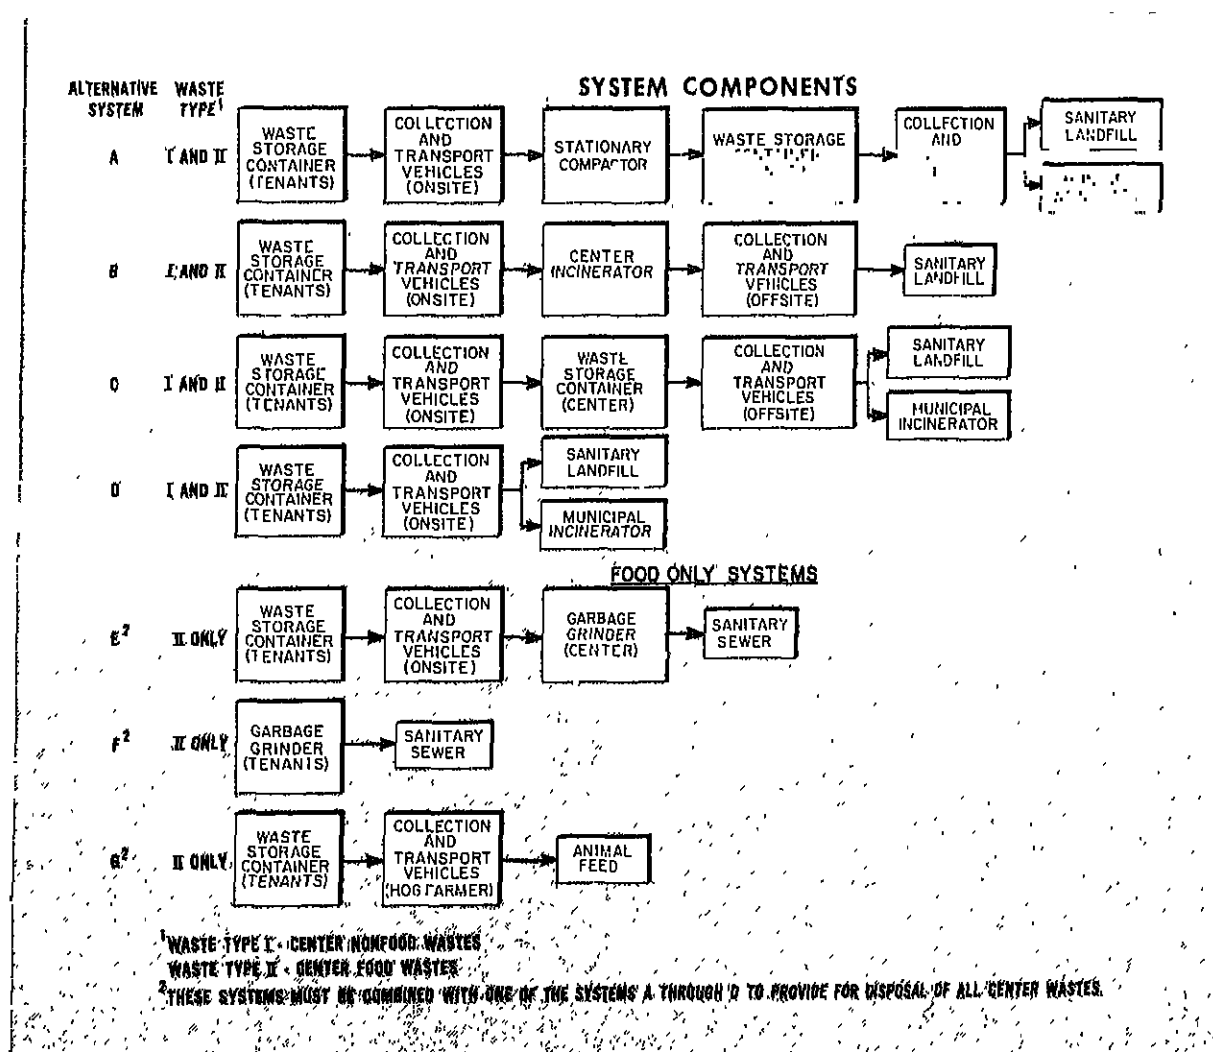 SYSTEM COMPONENTS
ALTERNATIVE SYSTEM
WASTE TYPE¹
A
I AND II
WASTE
STORAGE
CONTAINER
(TENANTS)
COLLECTION
AND
TRANSPORT
VEHICLES
(ONSITE)
STATIONARY
COMPACTOR
WASTE STORAGE
COLLECTION
AND
SANITARY
LANDFILL
B
I AND II
WASTE
STORAGE
CONTAINER
(TENANTS)
COLLECTION
AND
TRANSPORT
VEHICLES
(ONSITE)
CENTER
INCINERATOR
COLLECTION
AND
TRANSPORT
VEHICLES
(OFFSITE)
SANITARY
LANDFILL
C
I AND II
WASTE
STORAGE
CONTAINER
(TENANTS)
COLLECTION
AND
TRANSPORT
VEHICLES
(ONSITE)
WASTE
STORAGE
CONTAINER
(CENTER)
COLLECTION
AND
TRANSPORT
VEHICLES
(OFFSITE)
SANITARY
LANDFILL
MUNICIPAL
INCINERATOR
D
I AND II
WASTE
STORAGE
CONTAINER
(TENANTS)
COLLECTION
AND
TRANSPORT
VEHICLES
(ONSITE)
SANITARY
LANDFILL
MUNICIPAL
INCINERATOR
FOOD ONLY SYSTEMS
E²
II ONLY
WASTE
STORAGE
CONTAINER
(TENANTS)
COLLECTION
AND
TRANSPORT
VEHICLES
(ONSITE)
GARBAGE
GRINDER
(CENTER)
SANITARY
SEWER
F²
II ONLY
GARBAGE
GRINDER
(TENANTS)
SANITARY
SEWER
G²
II ONLY
WASTE
STORAGE
CONTAINER
(TENANTS)
COLLECTION
AND
TRANSPORT
VEHICLES
(HOG FARMER)
ANIMAL
FEED
¹WASTE TYPE I - CENTER NONFOOD WASTES
WASTE TYPE II - CENTER FOOD WASTES
²THESE SYSTEMS MUST BE COMBINED WITH ONE OF THE SYSTEMS A THROUGH D TO PROVIDE FOR DISPOSAL OF ALL CENTER WASTES.